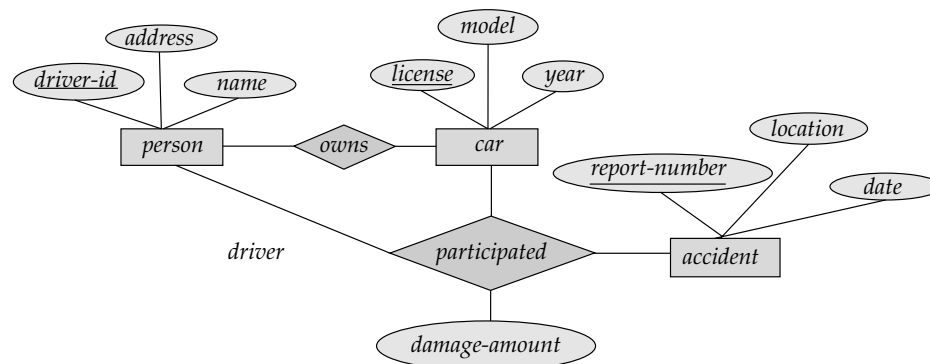 model
address
driver-id
name
license
year
person
owns
car
location
report-number
date
driver
participated
accident
damage-amount